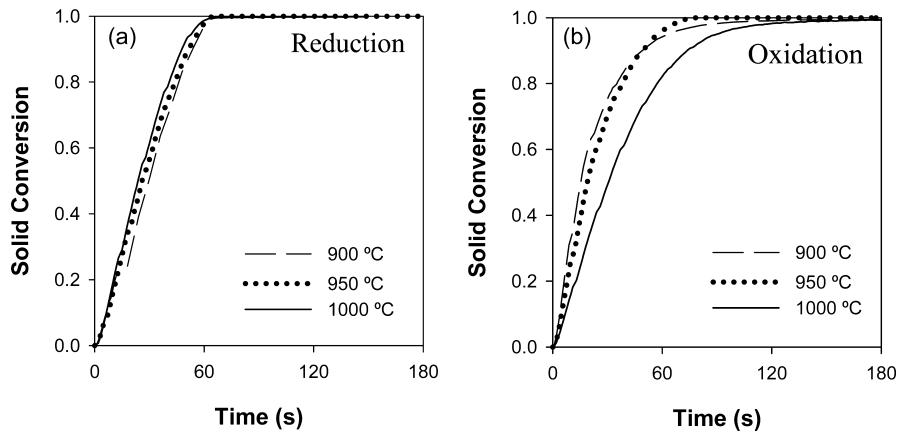 (a)
Reduction
Solid Conversion
1.0
0.8
0.6
0.4
0.2
0.0
900 ºC
950 ºC
1000 ºC
0 60 120 180
Time (s)
(b)
Oxidation
Solid Conversion
1.0
0.8
0.6
0.4
0.2
0.0
900 ºC
950 ºC
1000 ºC
0 60 120 180
Time (s)